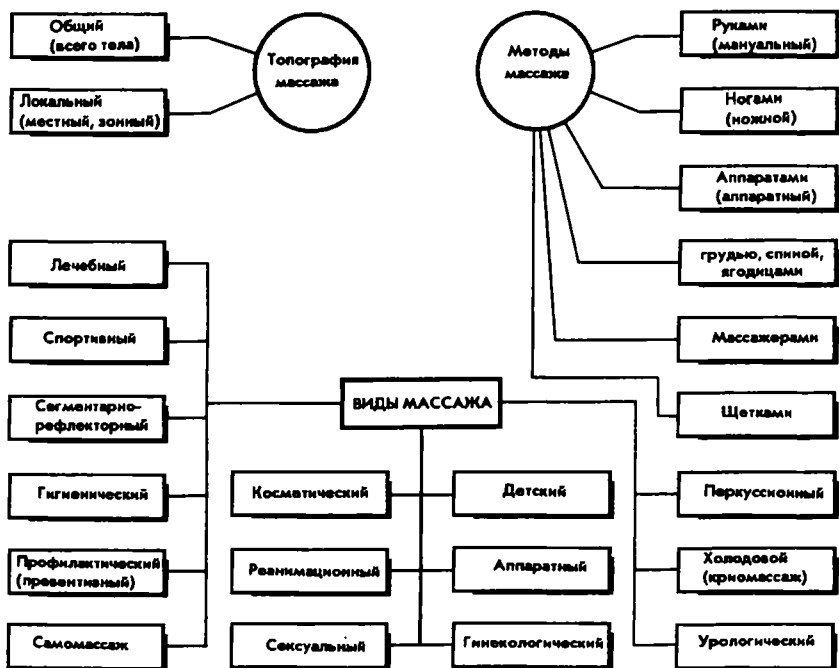 Общий
(всего тела)
Локальный
(местный, зонный)
Топография
массажа
Методы
массажа
Руками
(мануальный)
Ногами
(ножной)
Аппаратами
(аппаратный)
грудью, спиной,
ягодицами
Массажерами
Щетками
ВИДЫ МАССАЖА
Лечебный
Спортивный
Сегментарно-
рефлекторный
Гигиенический
Профилактический
(превентивный)
Самомассаж
Косметический
Реанимационный
Сексуальный
Детский
Аппаратный
Гинекологический
Перкуссионный
Холодовой
(криомассаж)
Урологический